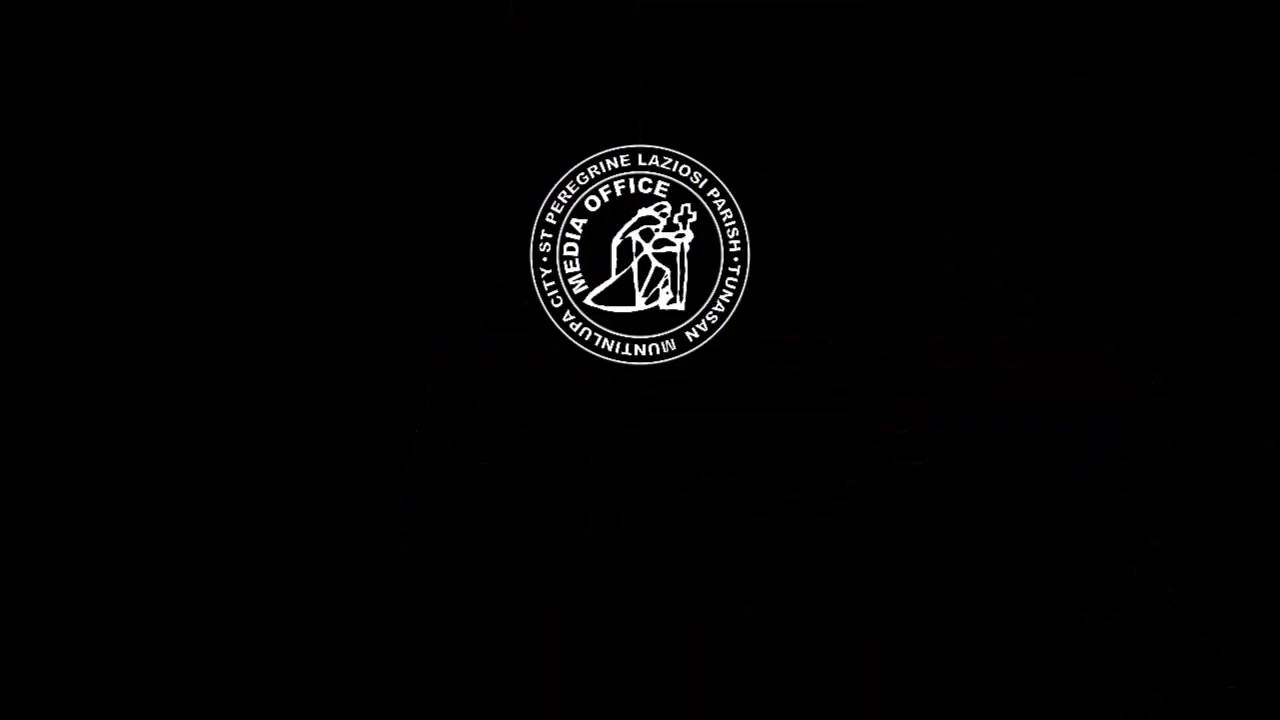 · ST PEREGRINE LAZIOSI PARISH · TUNASAN MUNTINLUPA CITY
MEDIA OFFICE